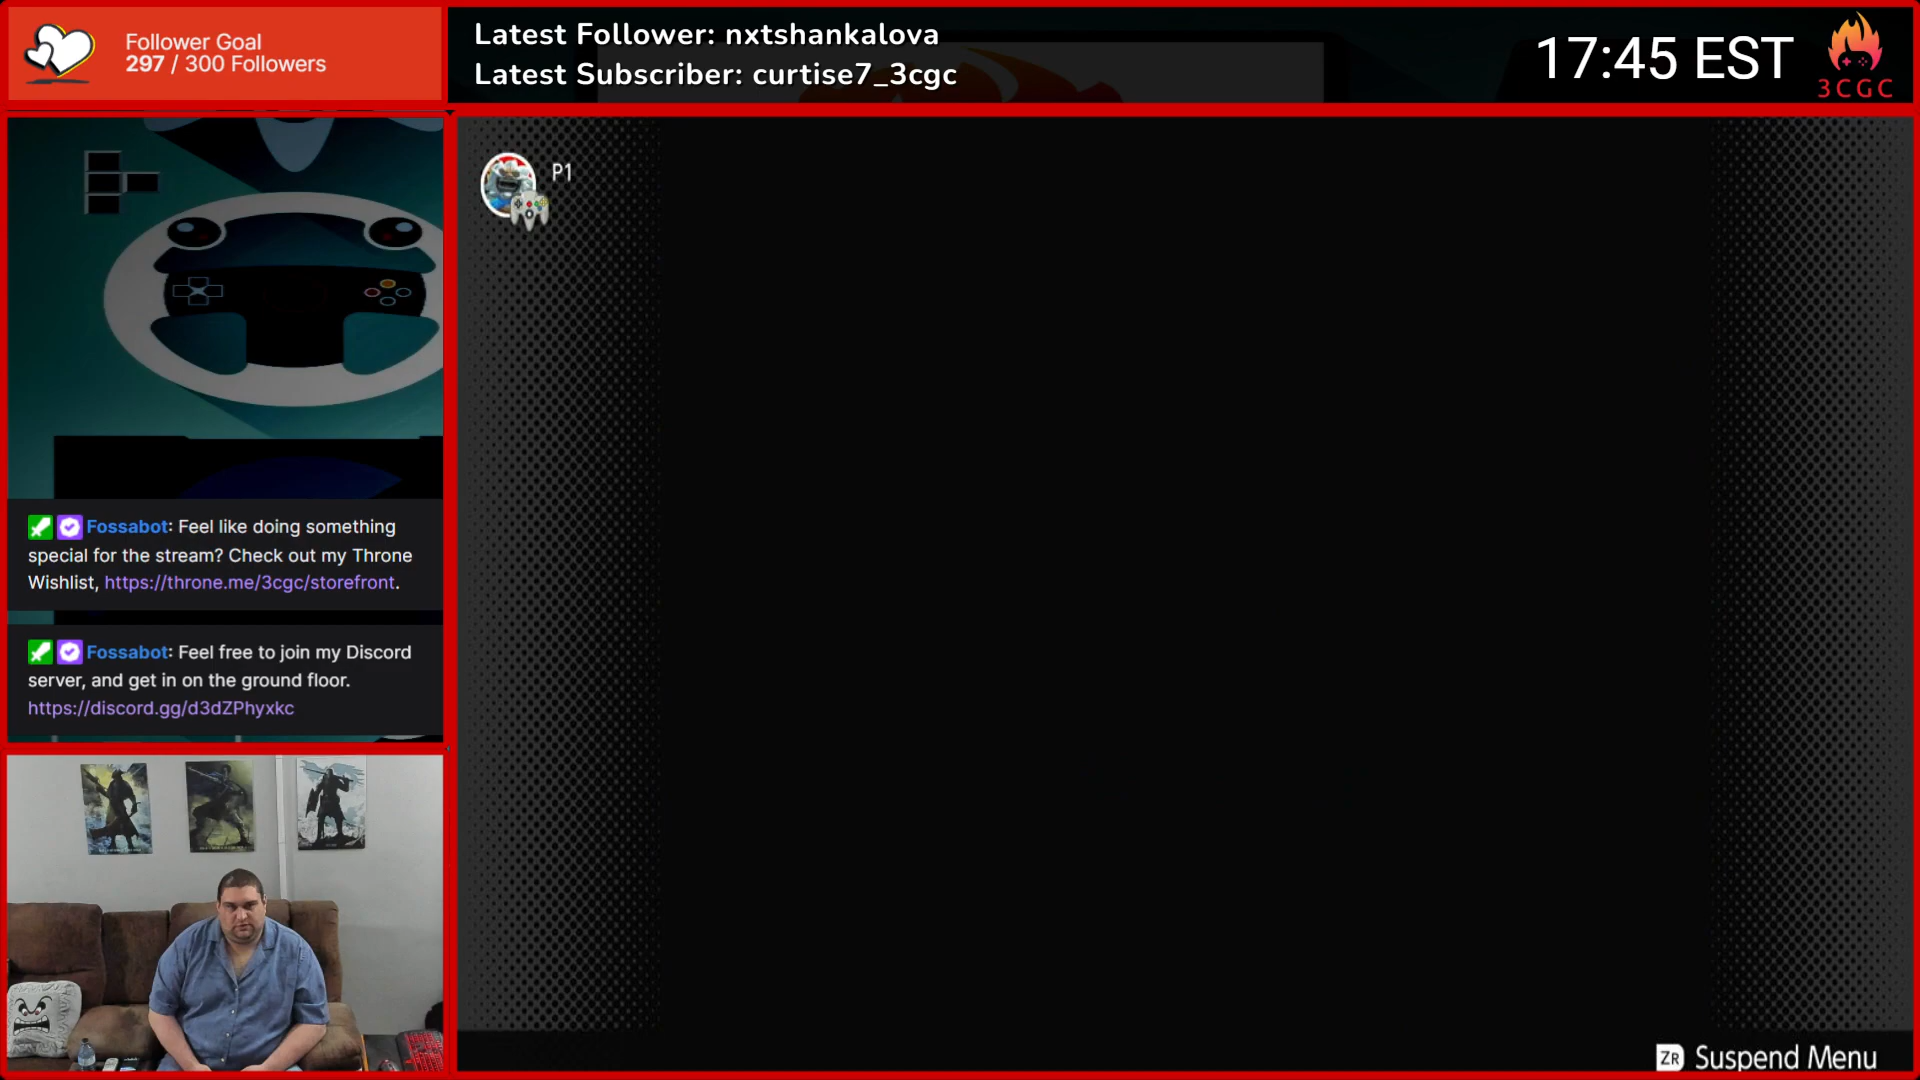 Follower Goal
297 / 300 Followers
Latest Follower: nxtshankalova
Latest Subscriber: curtise7_3cgc
17:45 EST
3CGC
P1
Fossabot: Feel like doing something
special for the stream? Check out my Throne
Wishlist, https://throne.me/3cgc/storefront.
Fossabot: Feel free to join my Discord
server, and get in on the ground floor.
https://discord.gg/d3dZPhyxkc
ZR Suspend Menu